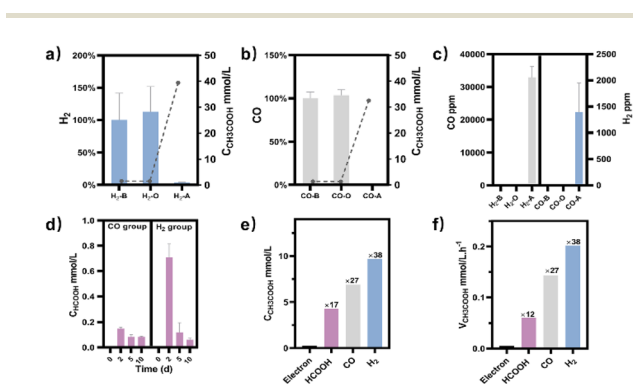 a)
200%
150%
100%
50%
0%
H₂
50
40
30
20
10
0
C_CH3COOH mmol/L
H₂-B
H₂-O
H₂-A
b)
150%
100%
50%
0%
CO
50
40
30
20
10
0
C_CH3COOH mmol/L
CO-B
CO-O
CO-A
c)
40000
30000
20000
10000
0
CO ppm
2500
2000
1500
1000
500
0
H₂ ppm
H₂-B
H₂-O
H₂-A
CO-B
CO-O
CO-A
d)
CO group
H₂ group
1.0
0.8
0.6
0.4
0.2
0.0
C_HCOOH mmol/L
0 2 5 10 0 2 5 10
Time (d)
e)
10
5
0
C_CH3COOH mmol/L
×17
×27
×38
Electron
HCOOH
CO
H₂
f)
0.2
0.1
0.0
V_CH3COOH mmol/L.h⁻¹
×12
×27
×38
Electron
HCOOH
CO
H₂